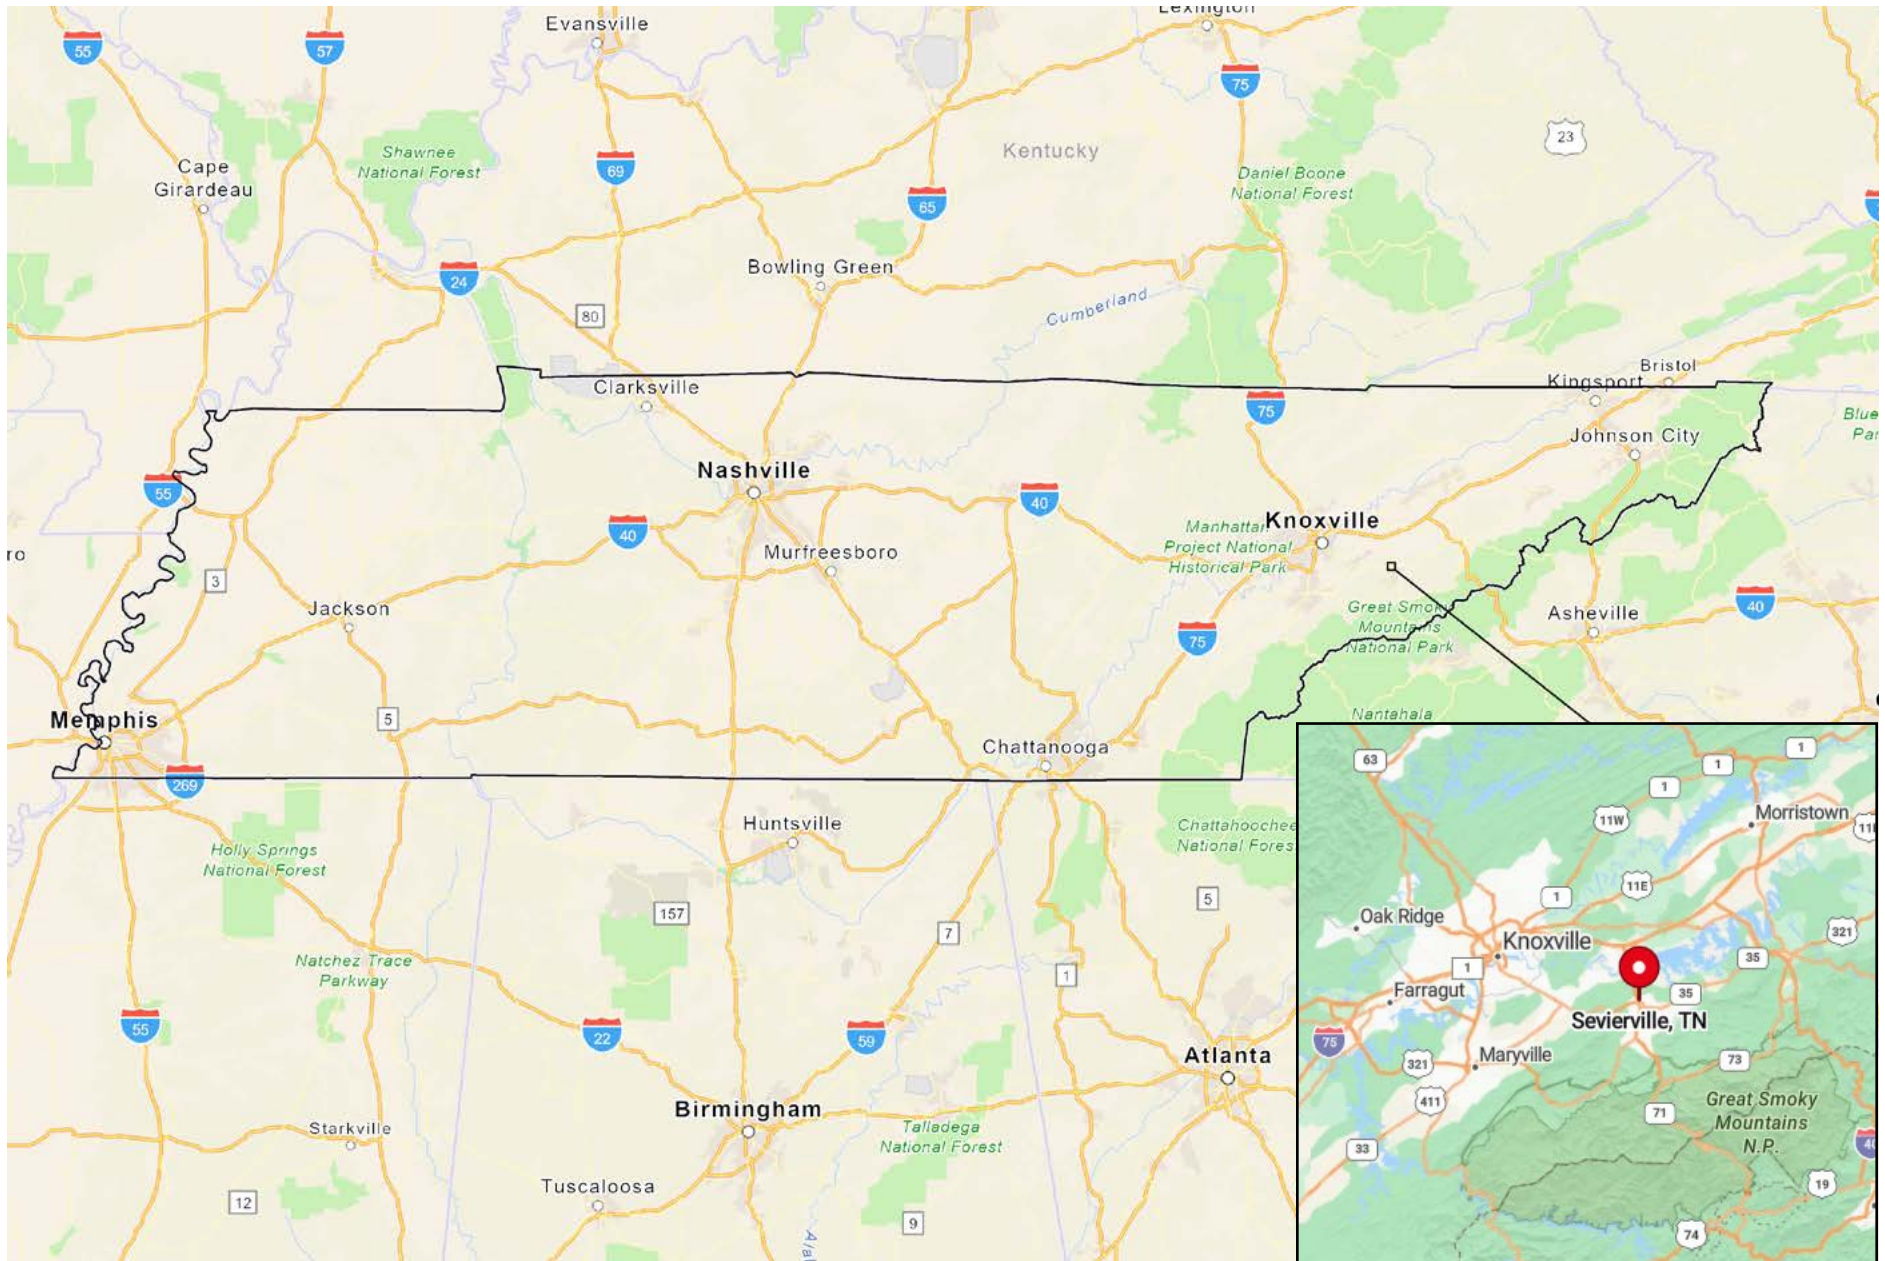 Evansville
Lexington
55
57
75
Kentucky
23
Shawnee
National Forest
Cape
Girardeau
69
Daniel Boone
National Forest
65
Bowling Green
24
80
Cumberland
Clarksville
Bristol
Kingsport
75
Johnson City
Blue
Nashville
55
40
40
Manhattan
Project National
Historical Park
Knoxville
ro
Murfreesboro
3
Jackson
Great Smoky
Mountains
National Park
Asheville
40
75
Memphis
5
Nantahala
Chattanooga
269
Huntsville
Chattahoochee
National Fores
Holly Springs
National Forest
157
5
7
Natchez Trace
Parkway
1
55
22
59
Atlanta
Birmingham
Starkville
Talladega
National Forest
Tuscaloosa
12
9
63
1
1
1
11W
Morristown
11E
1
Oak Ridge
Knoxville
321
1
35
Farragut
35
Sevierville, TN
75
321
Maryville
73
411
71
Great Smoky
Mountains
N.P.
33
40
19
74